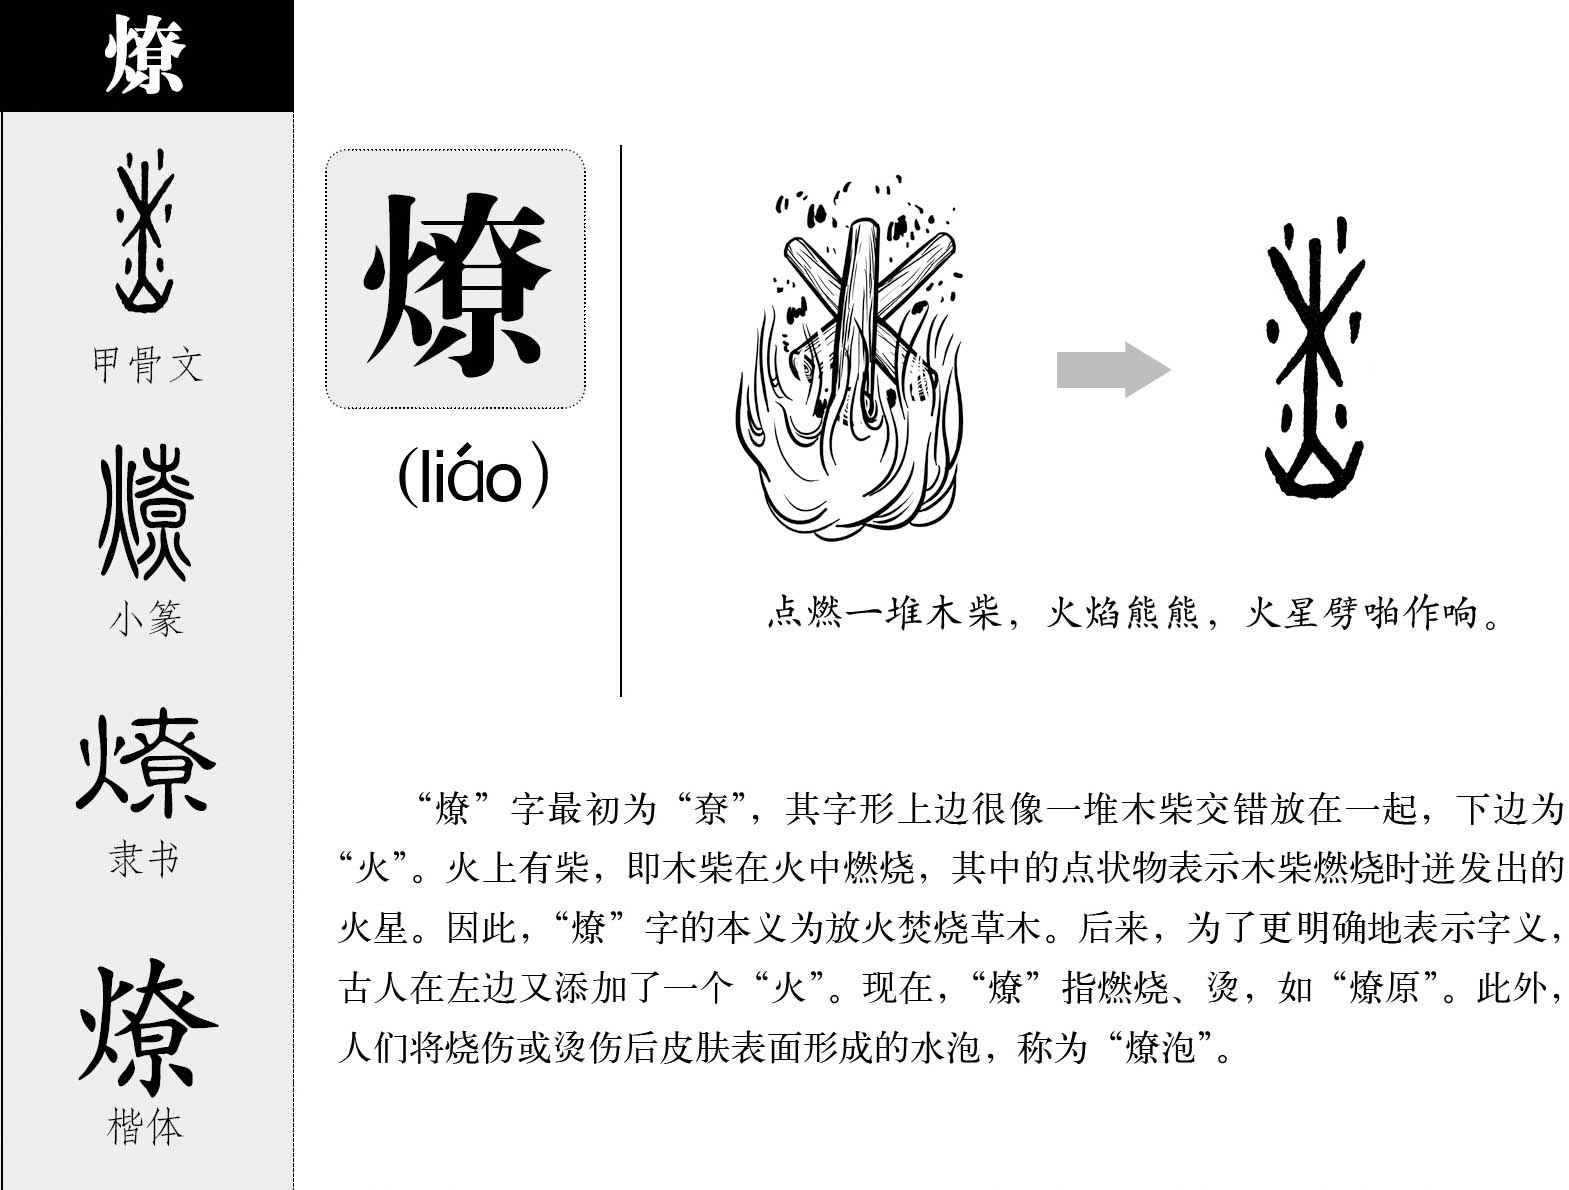 燎
甲骨文
小篆
隶书
楷体
燎
(liáo)
点燃一堆木柴，火焰熊熊，火星劈啪作响。
“燎”字最初为“尞”，其字形上边很像一堆木柴交错放在一起，下边为
“火”。火上有柴，即木柴在火中燃烧，其中的点状物表示木柴燃烧时迸发出的
火星。因此，“燎”字的本义为放火焚烧草木。后来，为了更明确地表示字义，
古人在左边又添加了一个“火”。现在，“燎”指燃烧、烫，如“燎原”。此外，
人们将烧伤或烫伤后皮肤表面形成的水泡，称为“燎泡”。